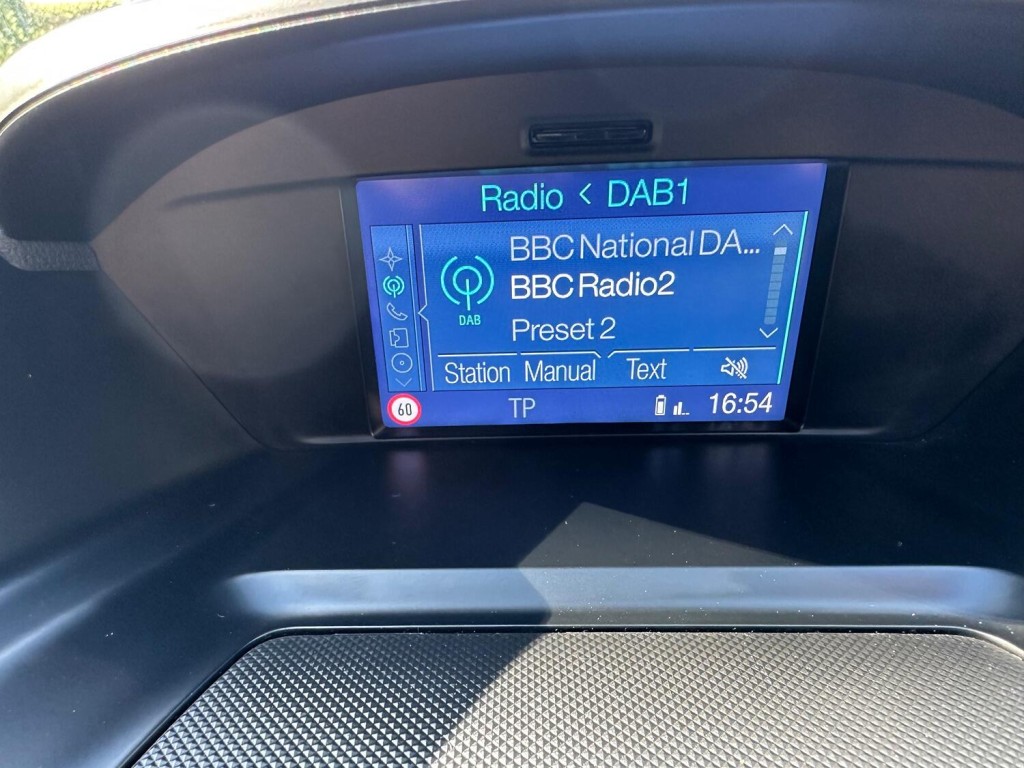 Radio < DAB1
BBC National DA...
BBC Radio2
DAB
Preset 2
Station Manual Text
60 TP 16:54